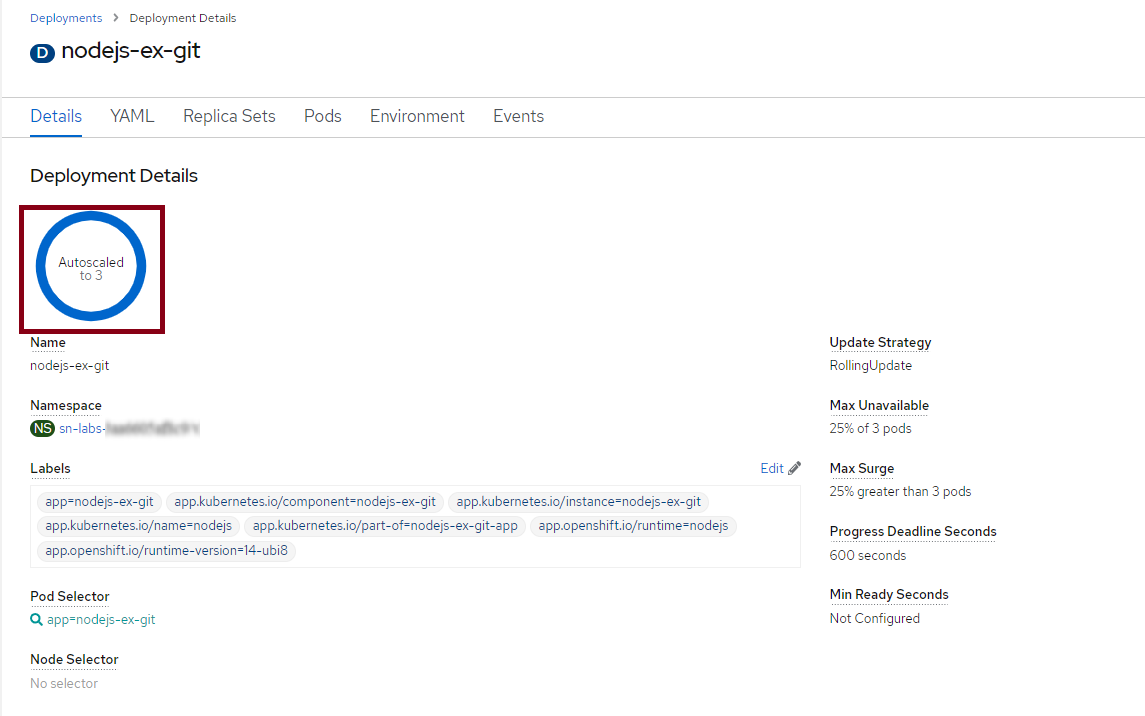 Deployments > Deployment Details
D nodejs-ex-git
Details YAML Replica Sets Pods Environment Events
Deployment Details
Autoscaled
to 3
Name
nodejs-ex-git
Namespace
NS sn-labs-
Labels
Edit
app=nodejs-ex-git app.kubernetes.io/component=nodejs-ex-git app.kubernetes.io/instance=nodejs-ex-git
app.kubernetes.io/name=nodejs app.kubernetes.io/part-of=nodejs-ex-git-app app.openshift.io/runtime=nodejs
app.openshift.io/runtime-version=14-ubi8
Pod Selector
app=nodejs-ex-git
Node Selector
No selector
Update Strategy
RollingUpdate
Max Unavailable
25% of 3 pods
Max Surge
25% greater than 3 pods
Progress Deadline Seconds
600 seconds
Min Ready Seconds
Not Configured